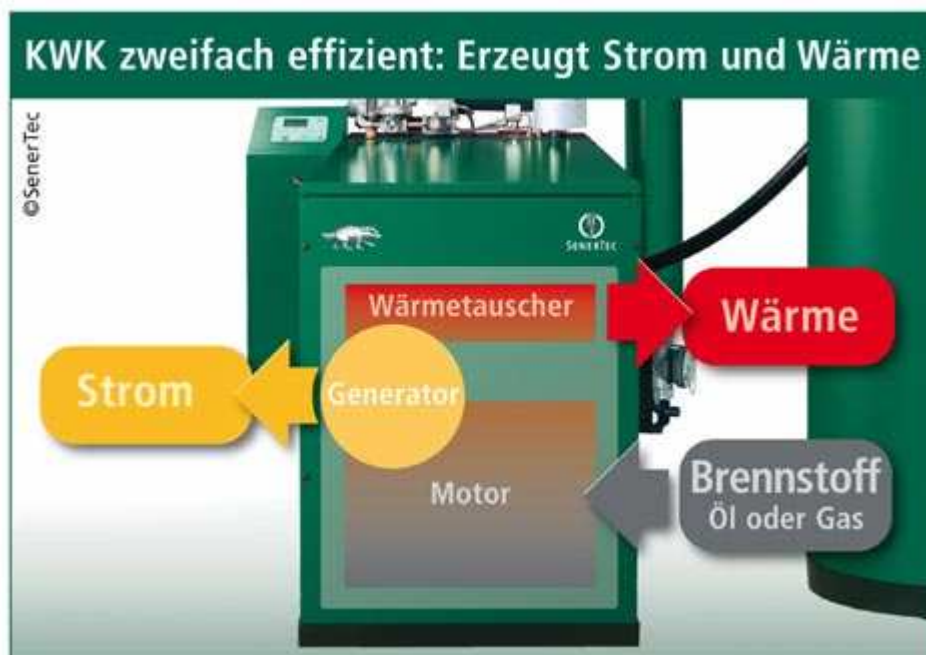 KWK zweifach effizient: Erzeugt Strom und Wärme
©SenerTec
SENERTEC
Wärmetauscher
Wärme
Strom
Generator
Motor
Brennstoff
Öl oder Gas